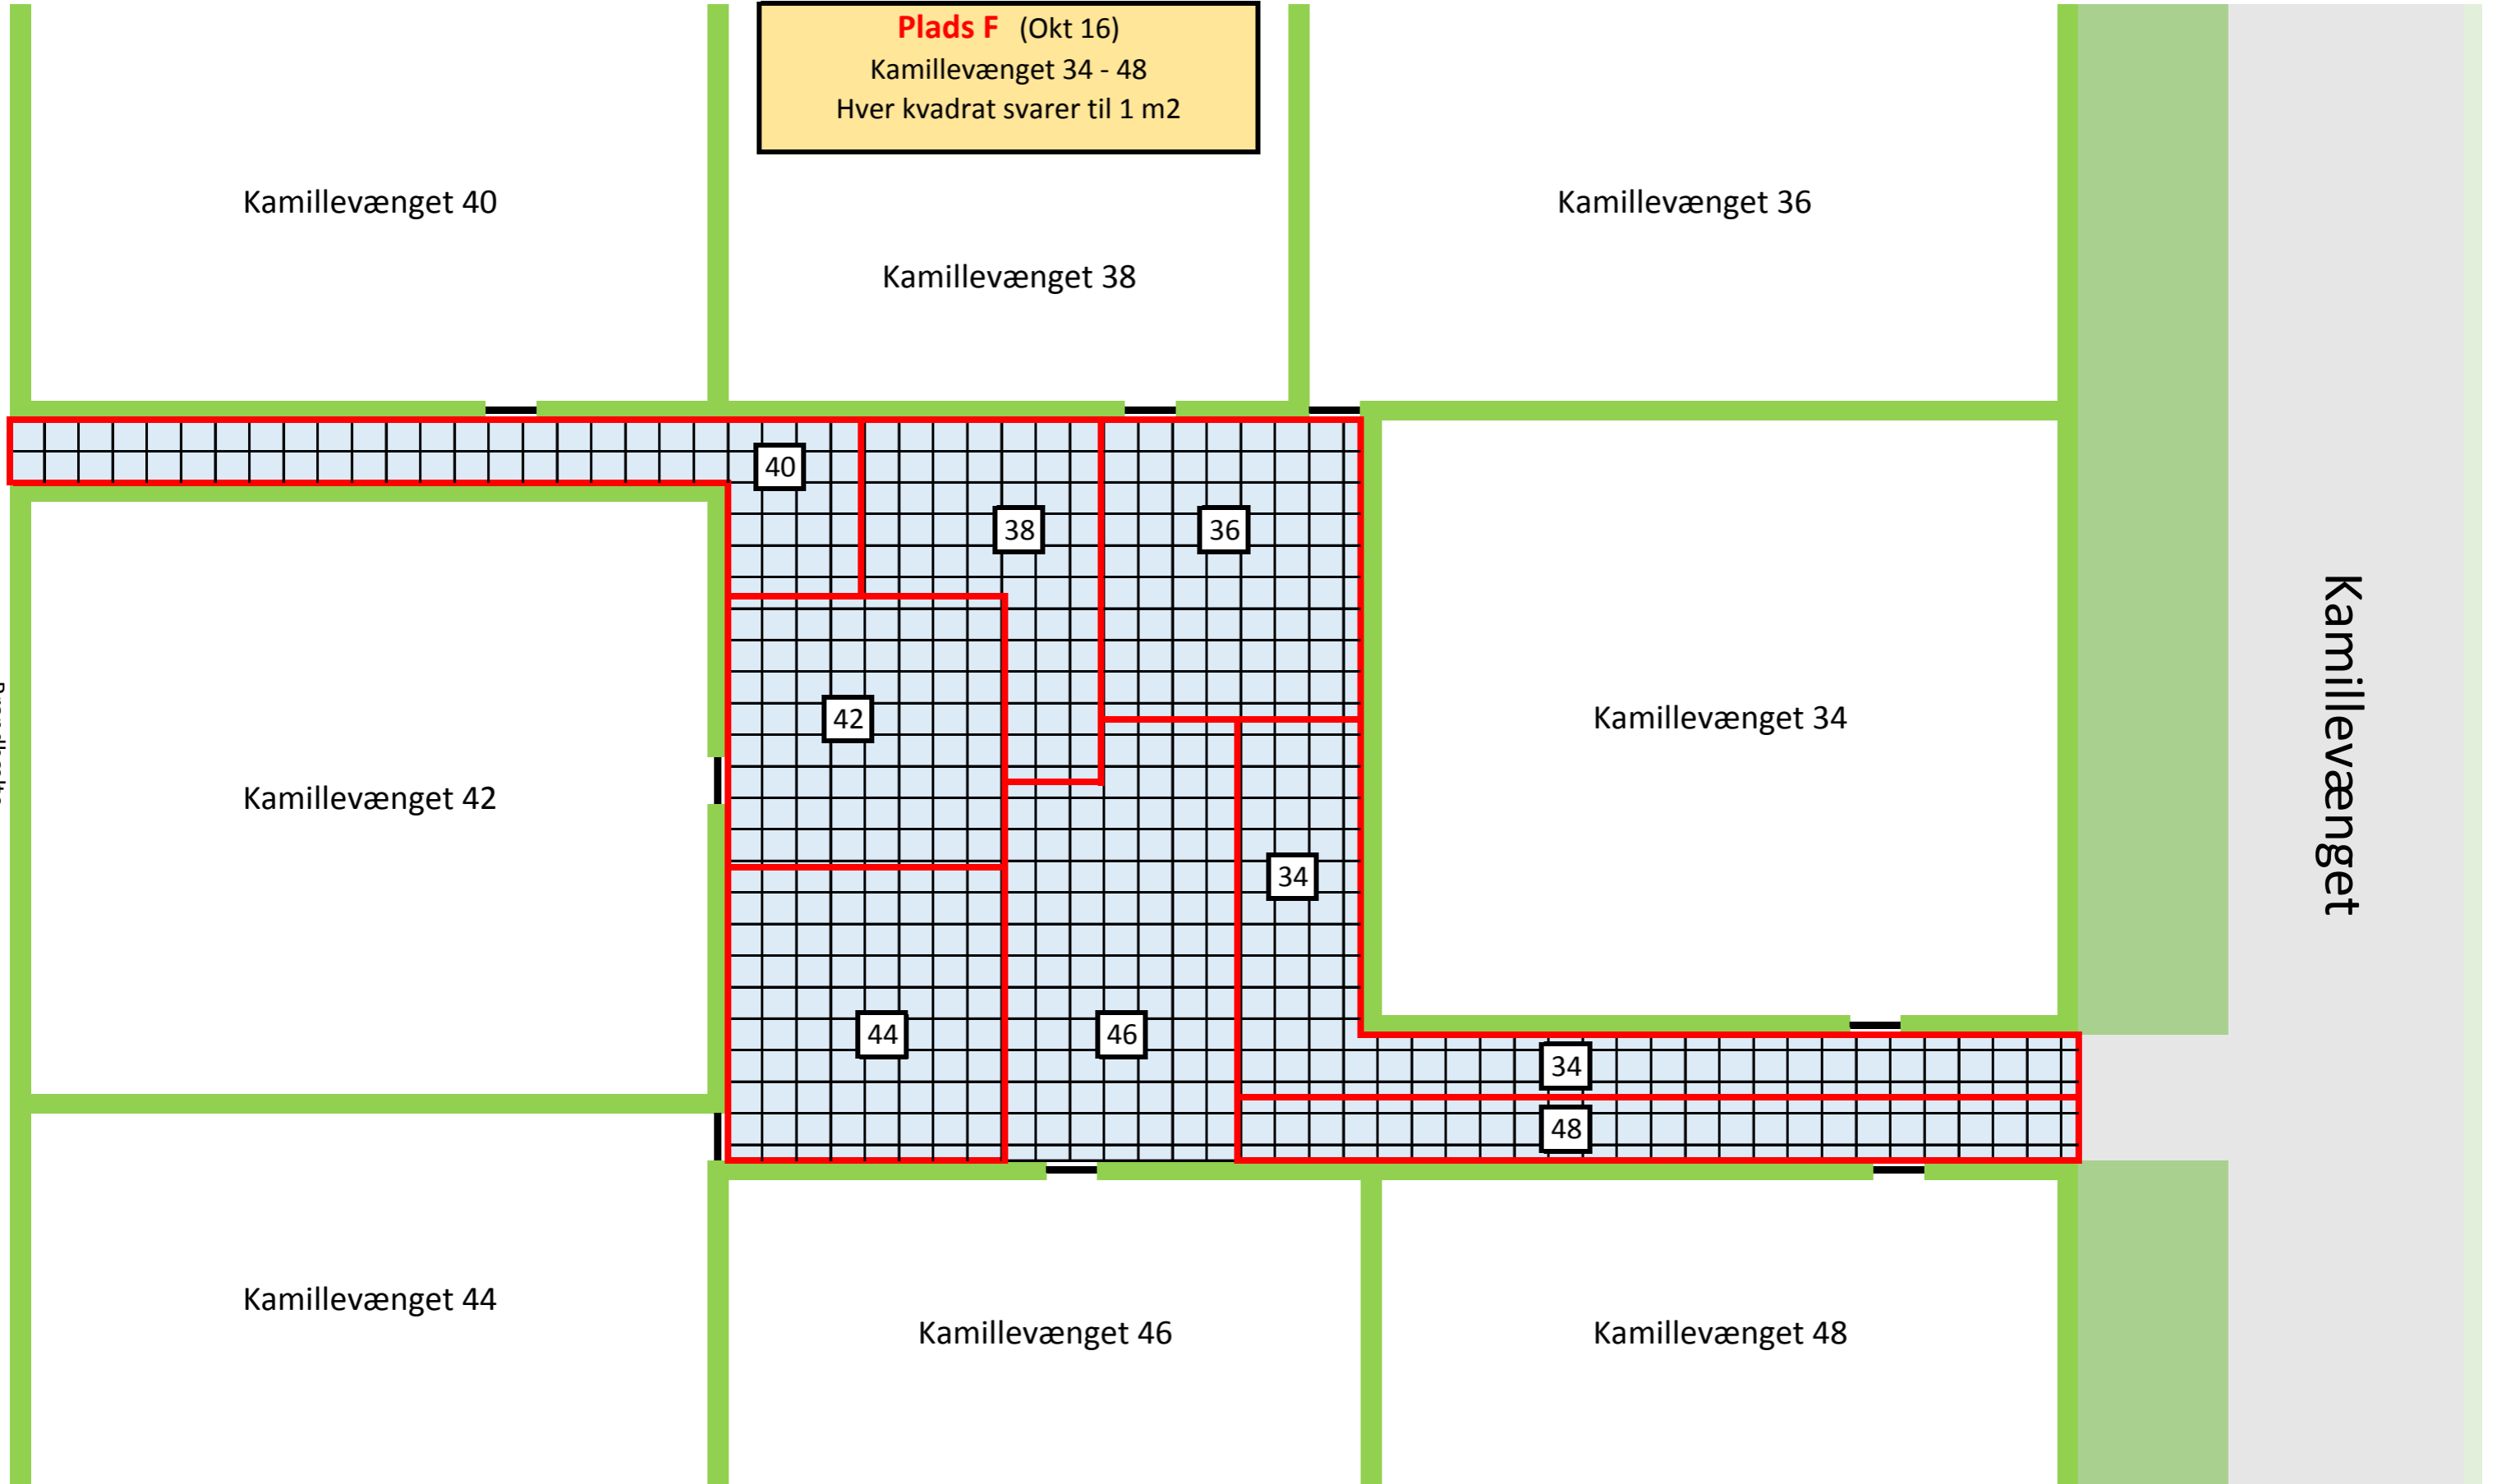 Plads F (Okt 16)
Kamillevænget 34 - 48
Hver kvadrat svarer til 1 m2
Kamillevænget 40
Kamillevænget 36
Kamillevænget 38
40
38
36
42
Kamillevænget 34
Kamillevænget
Kamillevænget 42
34
44
46
34
48
Kamillevænget 44
Kamillevænget 46
Kamillevænget 48